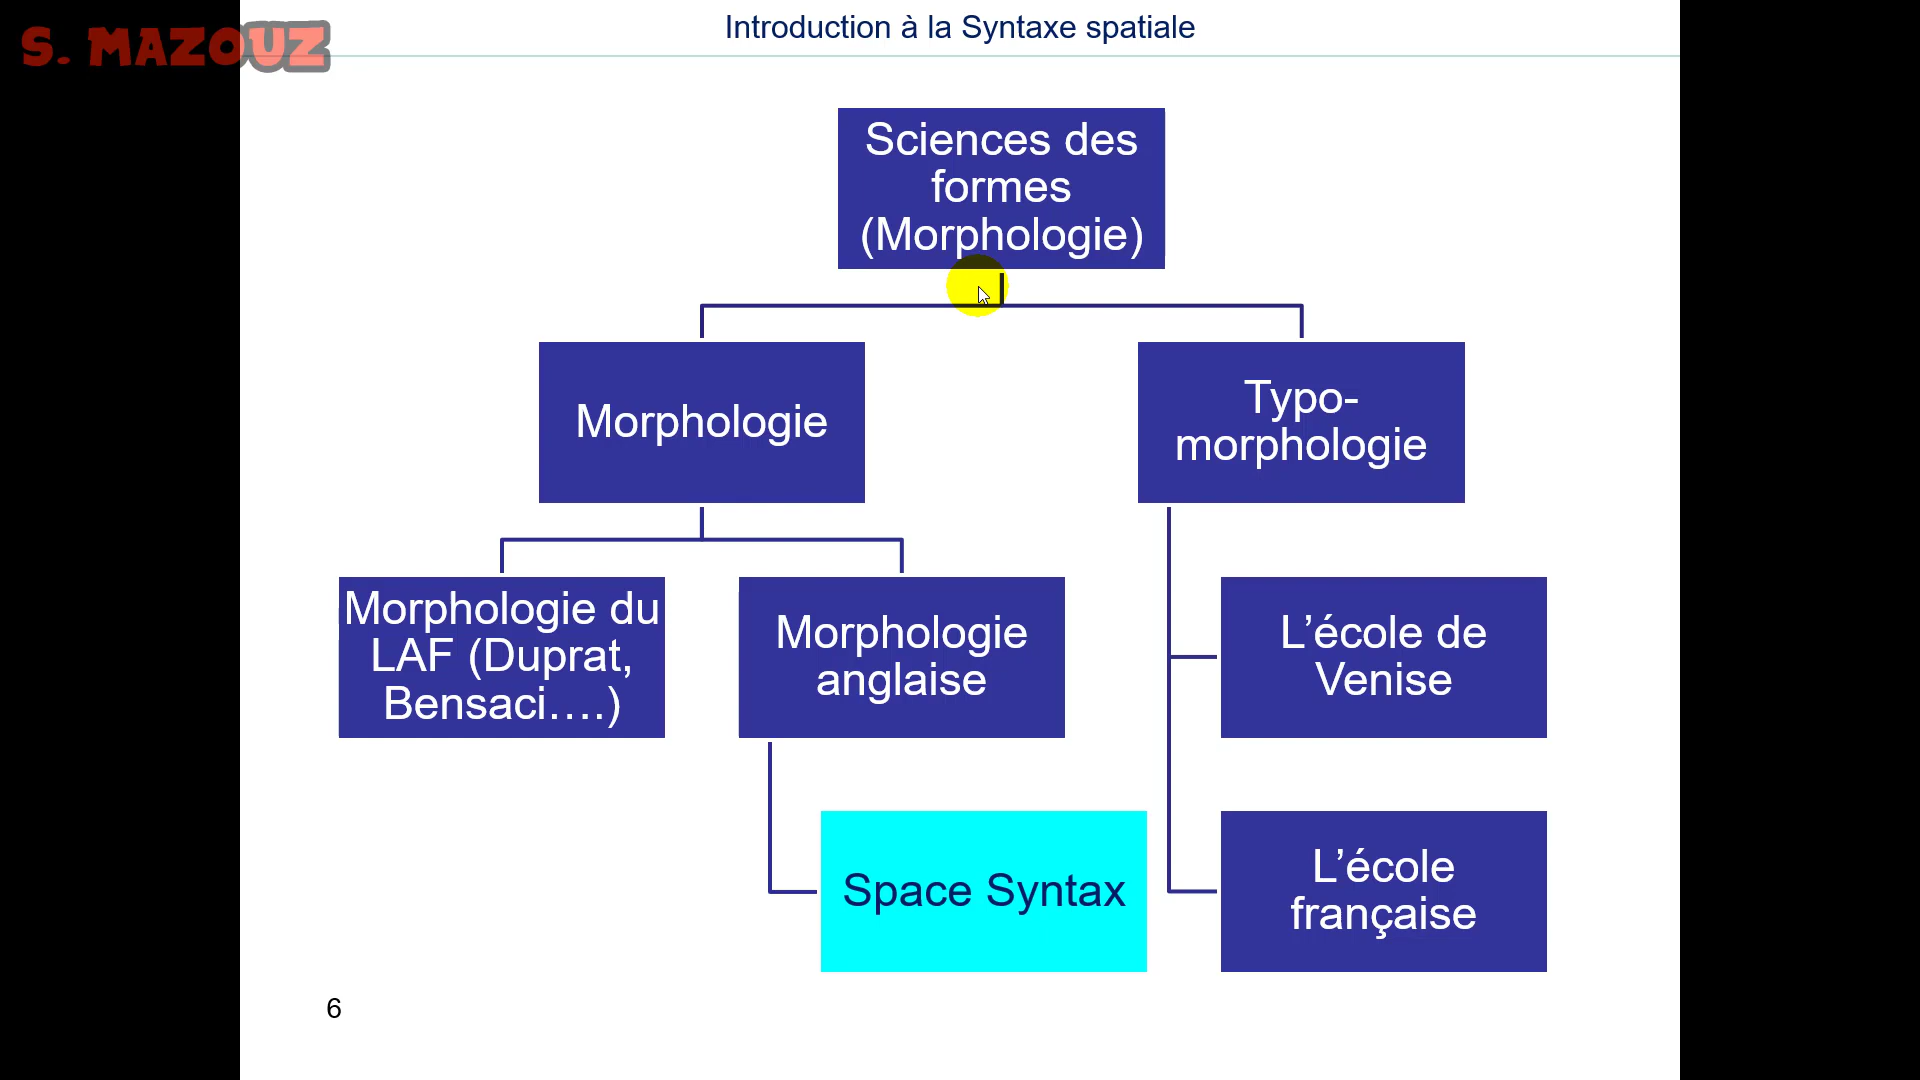 S. MAZOUZ
Introduction à la Syntaxe spatiale
Sciences des
formes
(Morphologie)
Morphologie
Typo-
morphologie
Morphologie du
LAF (Duprat,
Bensaci….)
Morphologie
anglaise
L’école de
Venise
Space Syntax
L’école
française
6